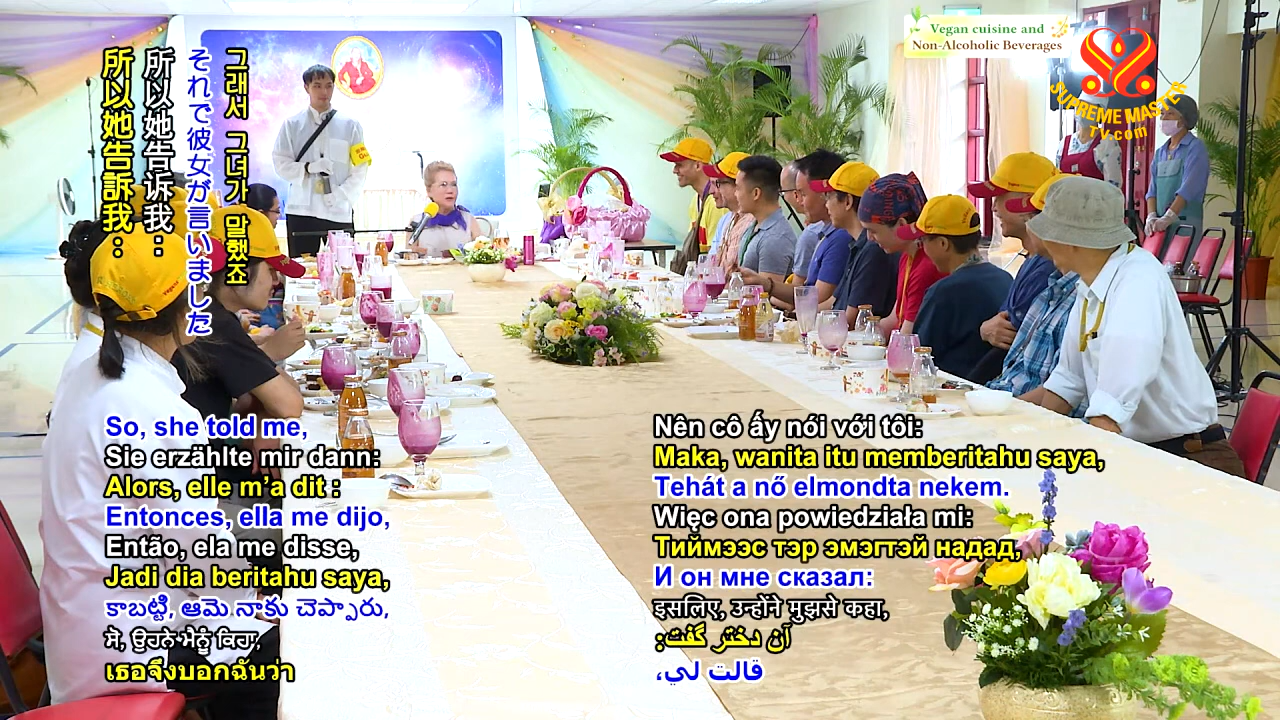 Vegan cuisine and
Non-Alcoholic Beverages
SUPREME MASTER
TV.com
所以她告訴我…
所以她告诉我…
それで彼女が言いました
그래서 그녀가 말했죠
So, she told me,
Sie erzählte mir dann:
Alors, elle m’a dit :
Entonces, ella me dijo,
Então, ela me disse,
Jadi dia beritahu saya,
కాబట్టి, ఆమె నాకు చెప్పారు,
ਸੋ, ਉਹਨੇ ਮੈਨੂੰ ਕਿਹਾ,
เธอจึงบอกฉันว่า
Nên cô ấy nói với tôi:
Maka, wanita itu memberitahu saya,
Tehát a nő elmondta nekem.
Więc ona powiedziała mi:
Тиймээс тэр эмэгтэй надад,
И он мне сказал:
इसलिए, उन्होंने मुझसे कहा,
آن دختر گفت:
قالت لي،